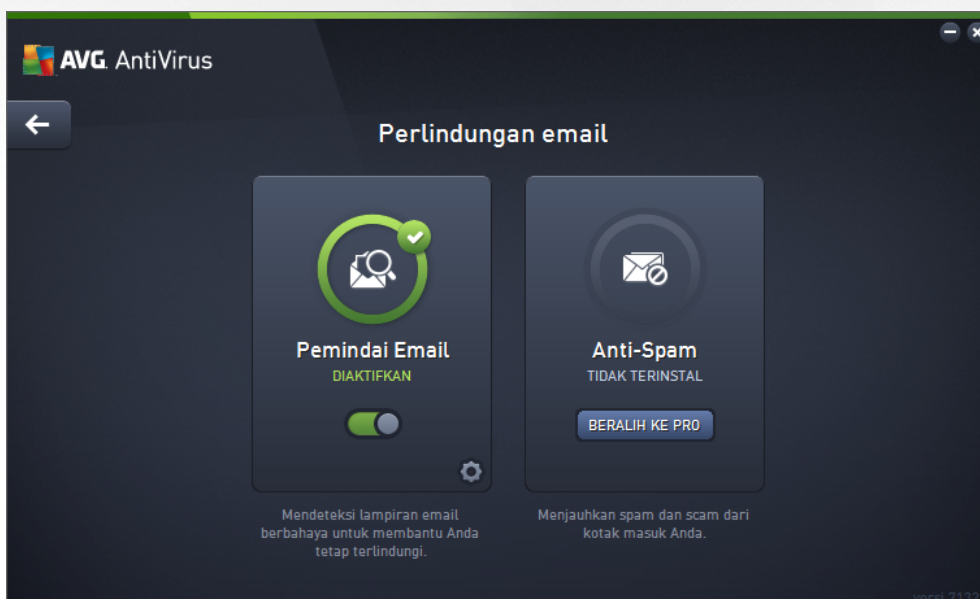 AVG. AntiVirus
Perlindungan email
Pemindai Email
DIAKTIFKAN
Mendeteksi lampiran email
berbahaya untuk membantu Anda
tetap terlindungi.
Anti-Spam
TIDAK TERINSTAL
BERALIH KE PRO
Menjauhkan spam dan scam dari
kotak masuk Anda.
versi